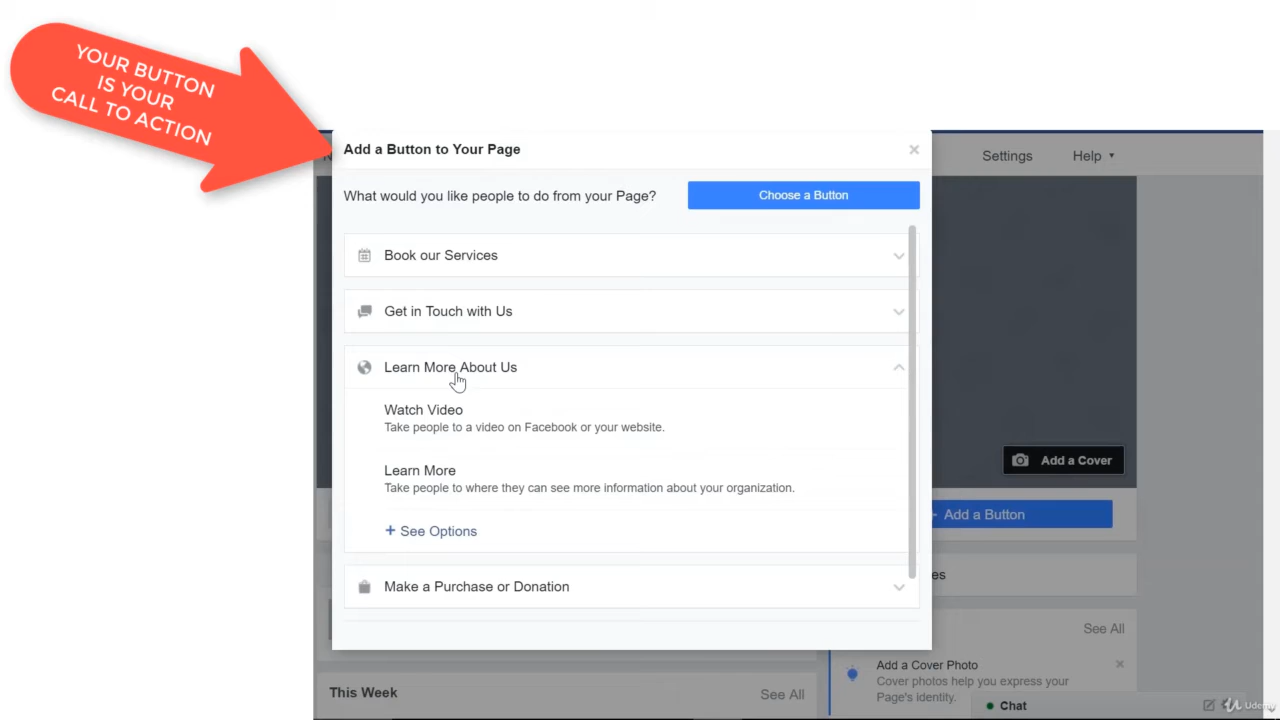 YOUR BUTTON
IS YOUR
CALL TO ACTION
Add a Button to Your Page
Settings
Help
What would you like people to do from your Page?
Choose a Button
Book our Services
Get in Touch with Us
Learn More About Us
Watch Video
Take people to a video on Facebook or your website.
Learn More
Take people to where they can see more information about your organization.
+ See Options
Make a Purchase or Donation
Add a Cover
Add a Button
es
See All
Add a Cover Photo
Cover photos help you express your
Page's identity.
This Week
See All
Chat
Udemy